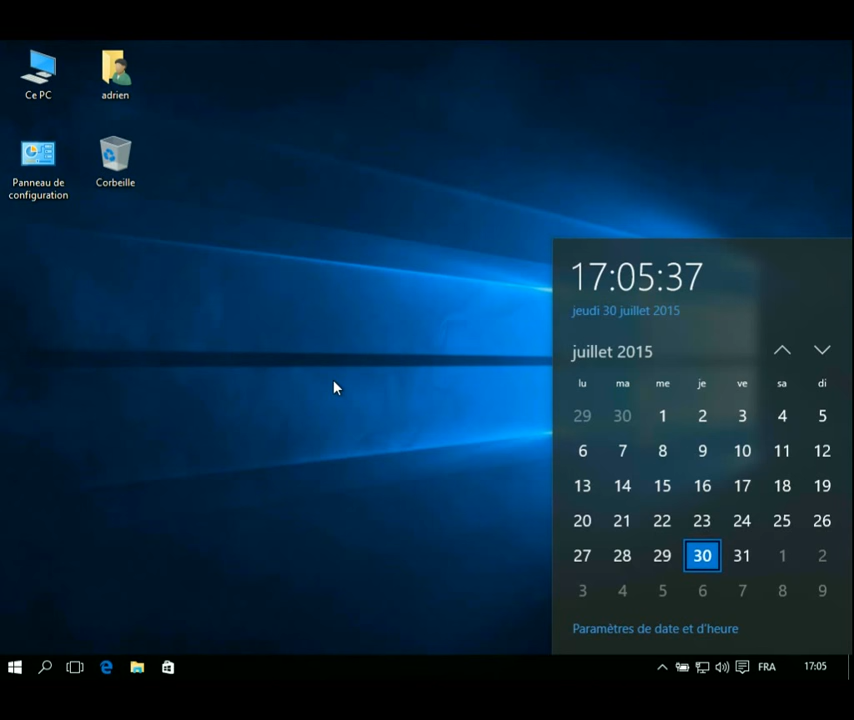 Ce PC
adrien
Panneau de
configuration
Corbeille
17:05:37
jeudi 30 juillet 2015
juillet 2015
lu ma me je ve sa di
29 30 1 2 3 4 5
6 7 8 9 10 11 12
13 14 15 16 17 18 19
20 21 22 23 24 25 26
27 28 29 30 31 1 2
3 4 5 6 7 8 9
Paramètres de date et d'heure
FRA
17:05